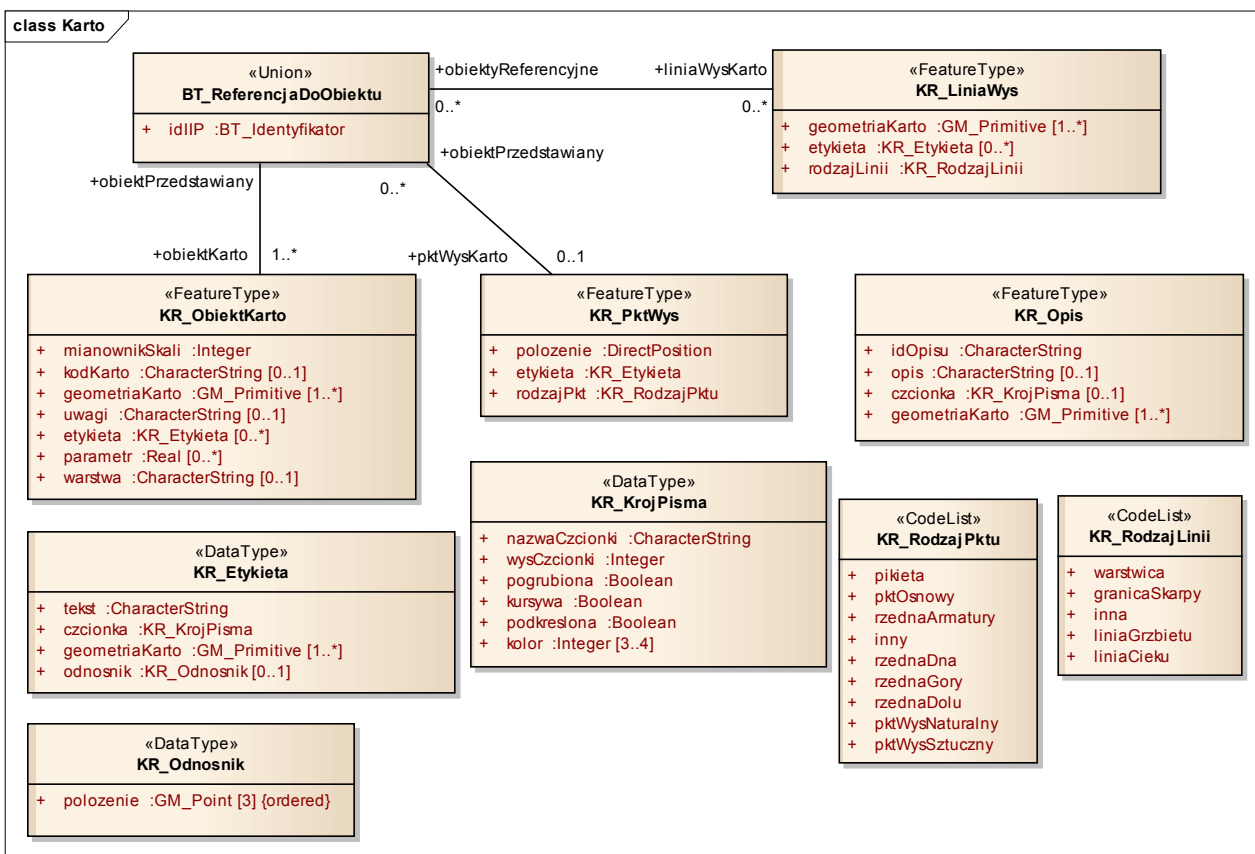 class Karto
«Union»
BT_ReferencjaDoObiektu
+ idIIP :BT_Identyfikator
+obiektyReferencyjne
0..*
+liniaWysKarto
0..*
«FeatureType»
KR_LiniaWys
+ geometriaKarto :GM_Primitive [1..*]
+ etykieta :KR_Etykieta [0..*]
+ rodzajLinii :KR_RodzajLinii
+obiektPrzedstawiany
0..*
+obiektPrzedstawiany
+obiektKarto
1..*
+pktWysKarto
0..1
«FeatureType»
KR_ObiektKarto
+ mianownikSkali :Integer
+ kodKarto :CharacterString [0..1]
+ geometriaKarto :GM_Primitive [1..*]
+ uwagi :CharacterString [0..1]
+ etykieta :KR_Etykieta [0..*]
+ parametr :Real [0..*]
+ warstwa :CharacterString [0..1]
«FeatureType»
KR_PktWys
+ polozenie :DirectPosition
+ etykieta :KR_Etykieta
+ rodzajPkt :KR_RodzajPktu
«FeatureType»
KR_Opis
+ idOpisu :CharacterString
+ opis :CharacterString [0..1]
+ czcionka :KR_KrojPisma [0..1]
+ geometriaKarto :GM_Primitive [1..*]
«DataType»
KR_KrojPisma
+ nazwaCzcionki :CharacterString
+ wysCzcionki :Integer
+ pogrubiona :Boolean
+ kursywa :Boolean
+ podkreslona :Boolean
+ kolor :Integer [3..4]
«CodeList»
KR_RodzajPktu
+ pikieta
+ pktOsnowy
+ rzednaArmatury
+ inny
+ rzednaDna
+ rzednaGory
+ rzednaDolu
+ pktWysNaturalny
+ pktWysSztuczny
«CodeList»
KR_RodzajLinii
+ warstwica
+ granicaSkarpy
+ inna
+ liniaGrzbietu
+ liniaCieku
«DataType»
KR_Etykieta
+ tekst :CharacterString
+ czcionka :KR_KrojPisma
+ geometriaKarto :GM_Primitive [1..*]
+ odnosnik :KR_Odnosnik [0..1]
«DataType»
KR_Odnosnik
+ polozenie :GM_Point [3] {ordered}